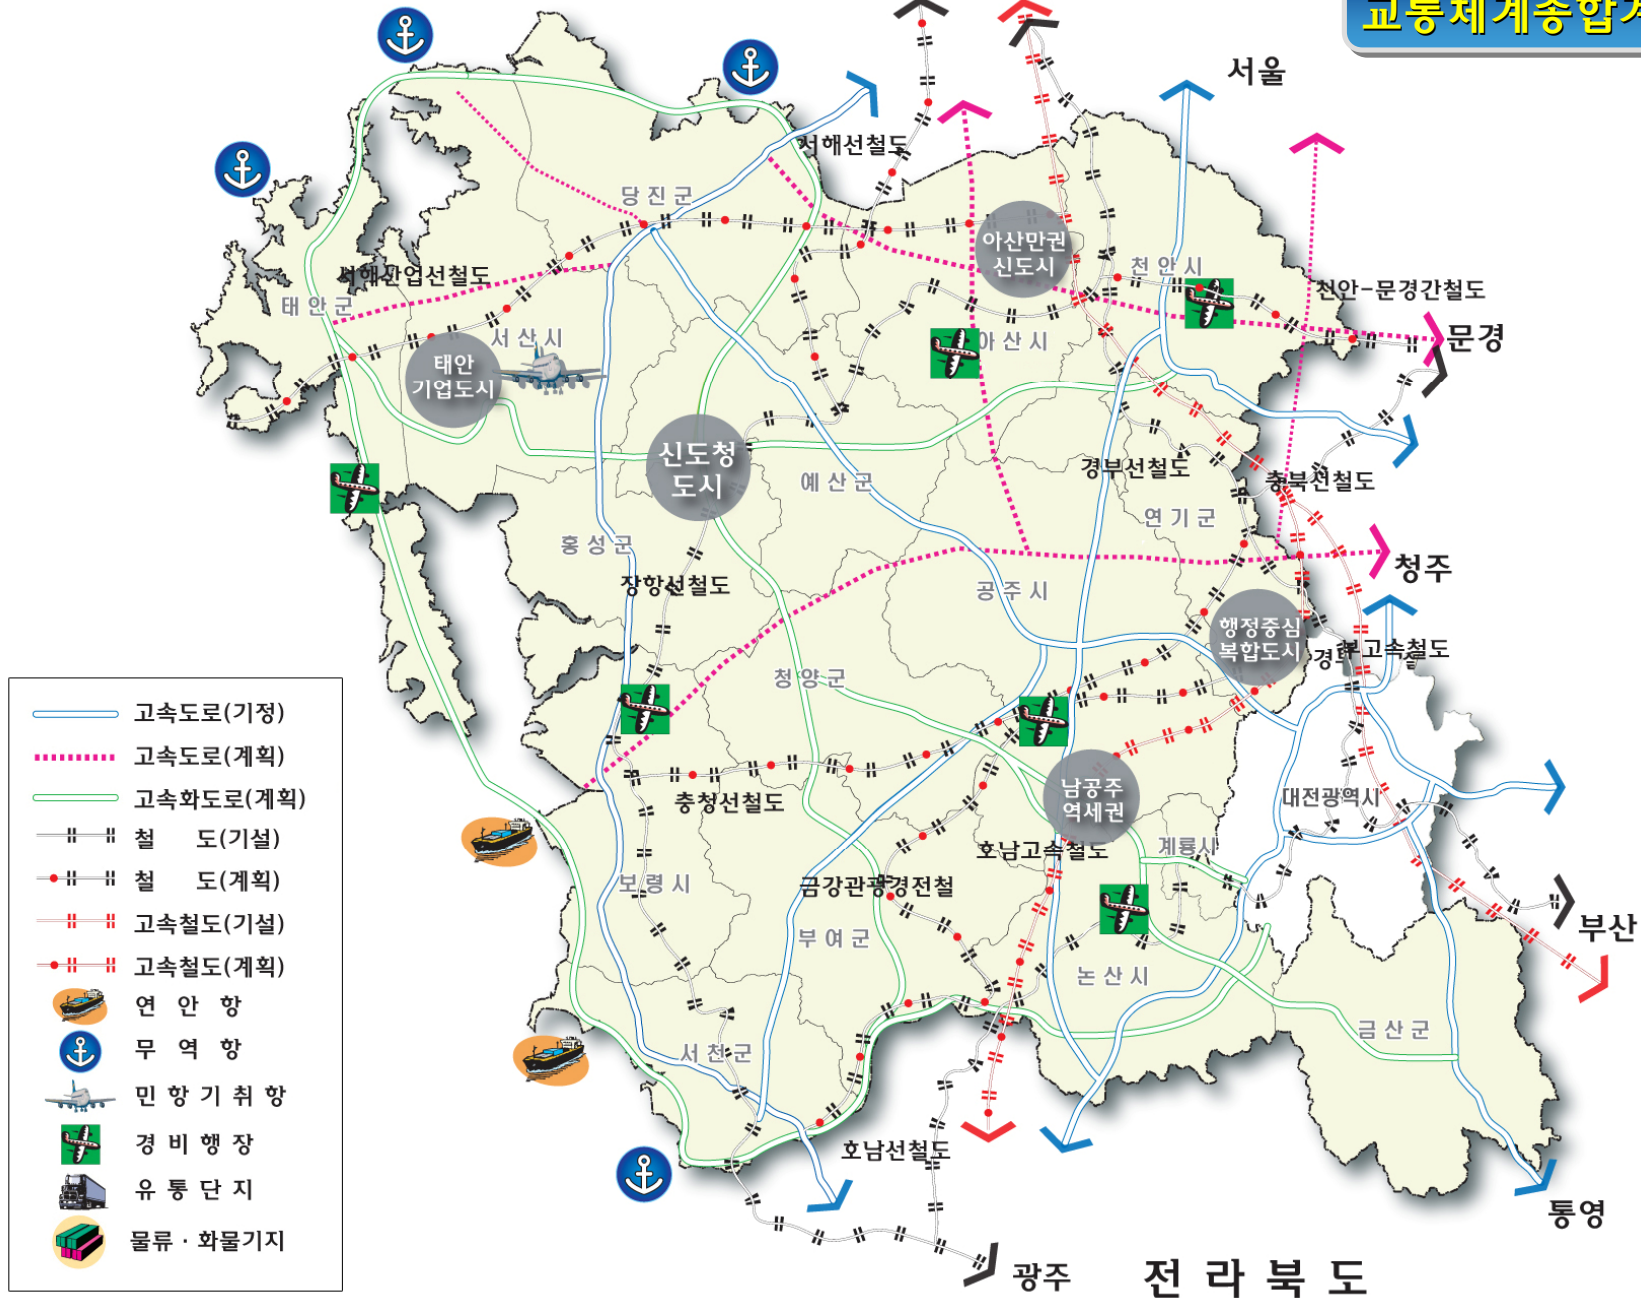 교통체계종합계
서울
서해선철도
당진군
아산만권
신도시
천안시
서해산업선철도
태안군
천안-문경간철도
문경
서산시
아산시
태안
기업도시
신도청
도시
예산군
경부선철도
충북선철도
연기군
홍성군
청주
장항선철도
공주시
행정중심
복합도시
경부고속철도
청양군
고속도로(기정)
고속도로(계획)
고속화도로(계획)
철 도(기설)
철 도(계획)
고속철도(기설)
고속철도(계획)
연 안 항
무 역 항
민 항 기 취 항
경 비 행 장
유 통 단 지
물류 · 화물기지
남공주
역세권
대전광역시
충청선철도
호남고속철도
계룡시
보령시
금강관광경전철
부여군
부산
논산시
금산군
서천군
호남선철도
통영
광주
전 라 북 도